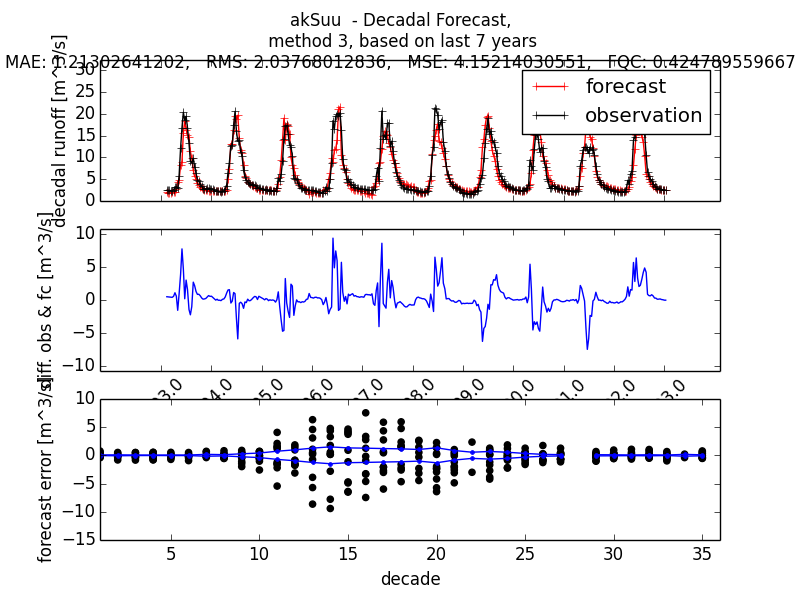 akSuu - Decadal Forecast,
method 3, based on last 7 years
RMS: 2.03768012836, MSE: 4.15214030551, FQC: 0.424789559667
decadal runoff [m^3/s]
30
25
20
15
10
5
0
forecast
observation
diff. obs & fc [m^3/s]
10
5
0
−5
−10
forecast error [m^3/s]
10
5
0
−5
−10
−15
5 10 15 20 25 30 35
decade